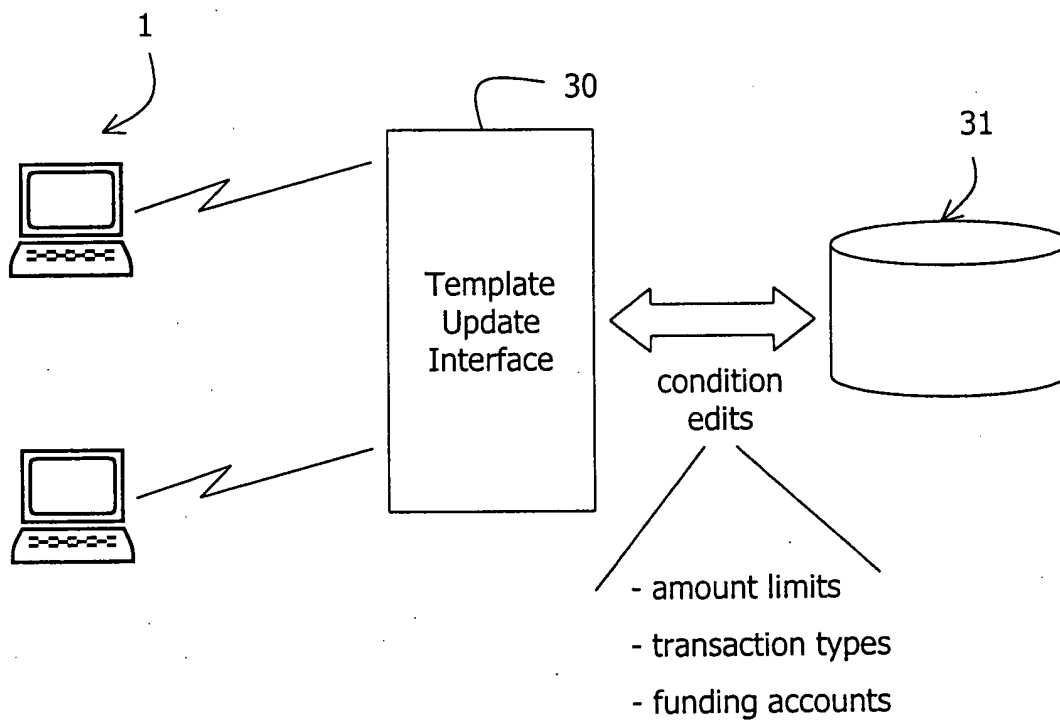 1
30
31
Template
Update
Interface
condition
edits
- amount limits
- transaction types
- funding accounts